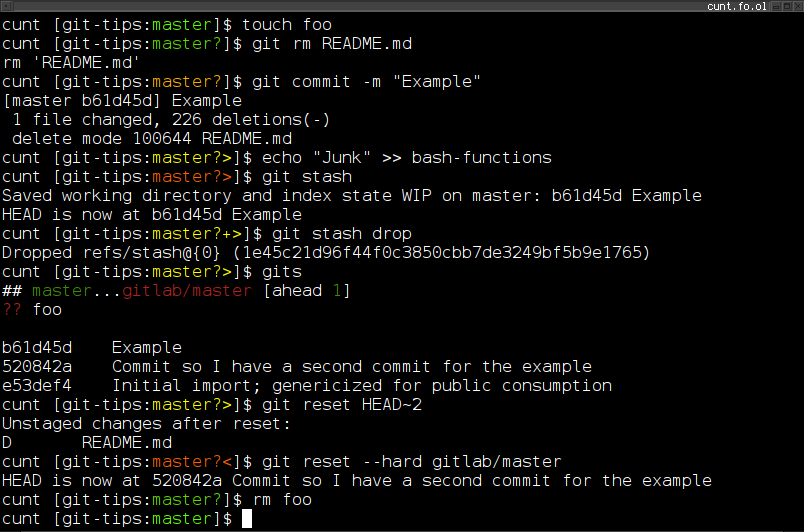 cunt.fo.ol
cunt [git-tips:master]$ touch foo
cunt [git-tips:master?]$ git rm README.md
rm 'README.md'
cunt [git-tips:master?]$ git commit -m "Example"
[master b61d45d] Example
 1 file changed, 226 deletions(-)
 delete mode 100644 README.md
cunt [git-tips:master?>]$ echo "Junk" >> bash-functions
cunt [git-tips:master?>]$ git stash
Saved working directory and index state WIP on master: b61d45d Example
HEAD is now at b61d45d Example
cunt [git-tips:master?+>]$ git stash drop
Dropped refs/stash@{0} (1e45c21d96f44f0c3850cbb7de3249bf5b9e1765)
cunt [git-tips:master?>]$ gits
## master...gitlab/master [ahead 1]
?? foo

b61d45d    Example
520842a    Commit so I have a second commit for the example
e53def4    Initial import; genericized for public consumption
cunt [git-tips:master?>]$ git reset HEAD~2
Unstaged changes after reset:
D       README.md
cunt [git-tips:master?<]$ git reset --hard gitlab/master
HEAD is now at 520842a Commit so I have a second commit for the example
cunt [git-tips:master?]$ rm foo
cunt [git-tips:master]$